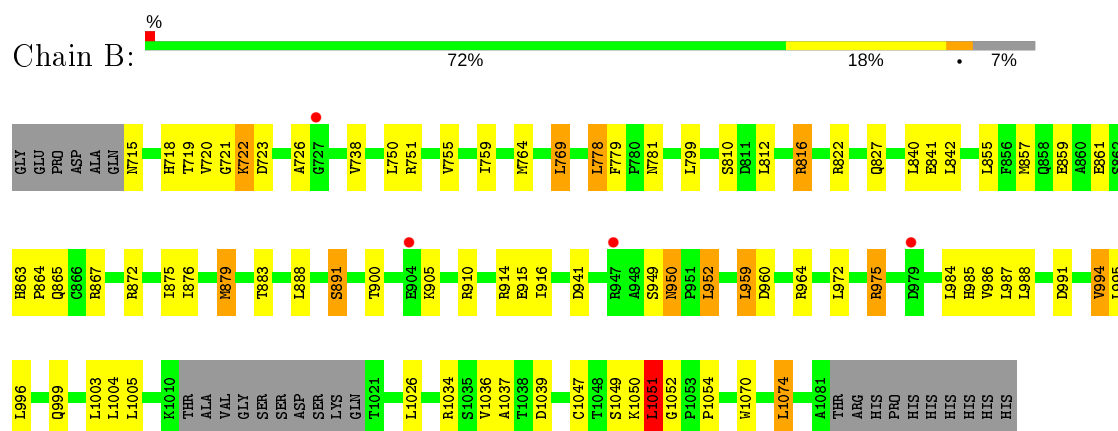 %
Chain B:
72% 18% • 7%
GLY GLU PRO ASP ALA GLN N715 H718 T719 V720 G721 K722 D723 A726 G727 V738 L750 R751 V755 I759 M764 L769 L778 F779 P780 N781 L799 S810 D811 L812 R816 R822 Q827 L840 E841 L842 L855 F856 M857 Q858 E859 A860 E861 S862
H863 P864 Q865 C866 R867 R872 I875 I876 M879 T883 L888 S891 T900 E904 K905 R910 R914 E915 I916 D941 R947 A948 S949 N950 P951 L952 L959 D960 R964 L972 R975 D979 L984 H985 V986 L987 L988 D991 V994 L995
L996 Q999 L1003 L1004 L1005 K1010 THR ALA VAL GLY SER SER ASP SER LYS GLN T1021 L1026 R1034 S1035 V1036 A1037 T1038 D1039 C1047 T1048 S1049 K1050 L1051 G1052 P1053 P1054 W1070 L1074 A1081 THR ARG HIS PRO HIS HIS HIS HIS HIS HIS